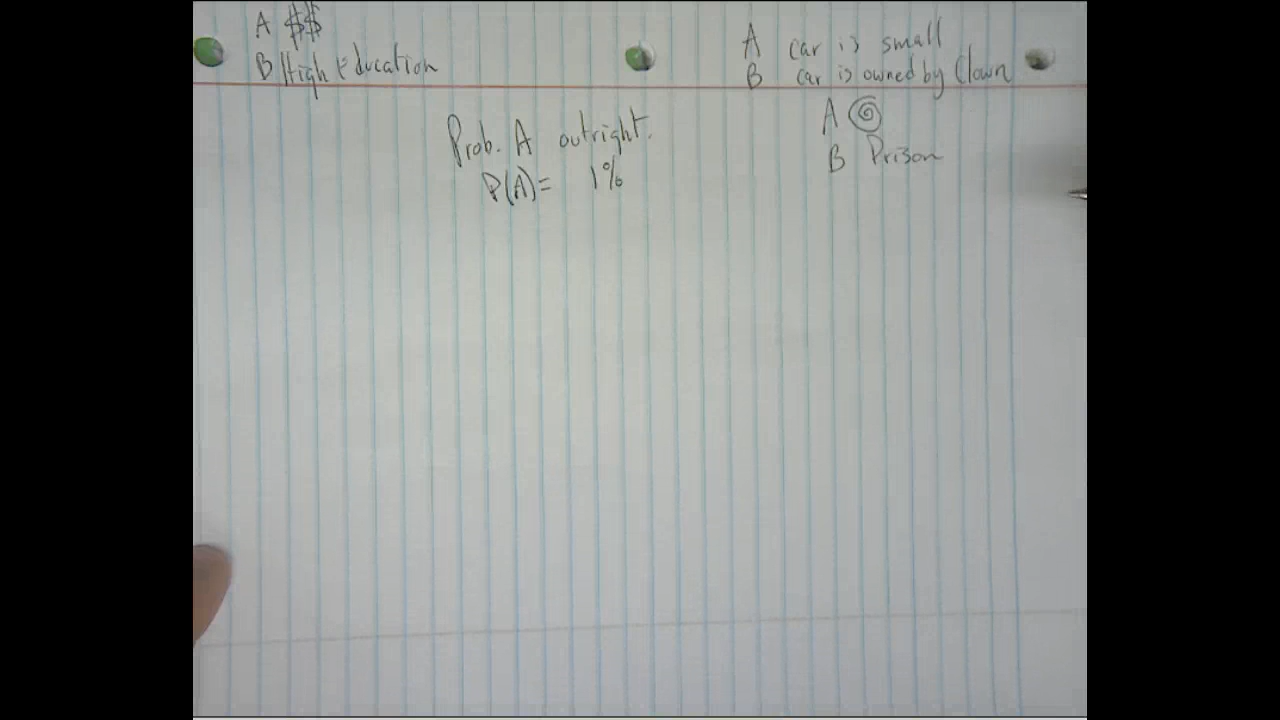 A $$
B High Education
A car is small
B car is owned by Clown
Prob. A outright.
P(A)= 1%
A
B Prison